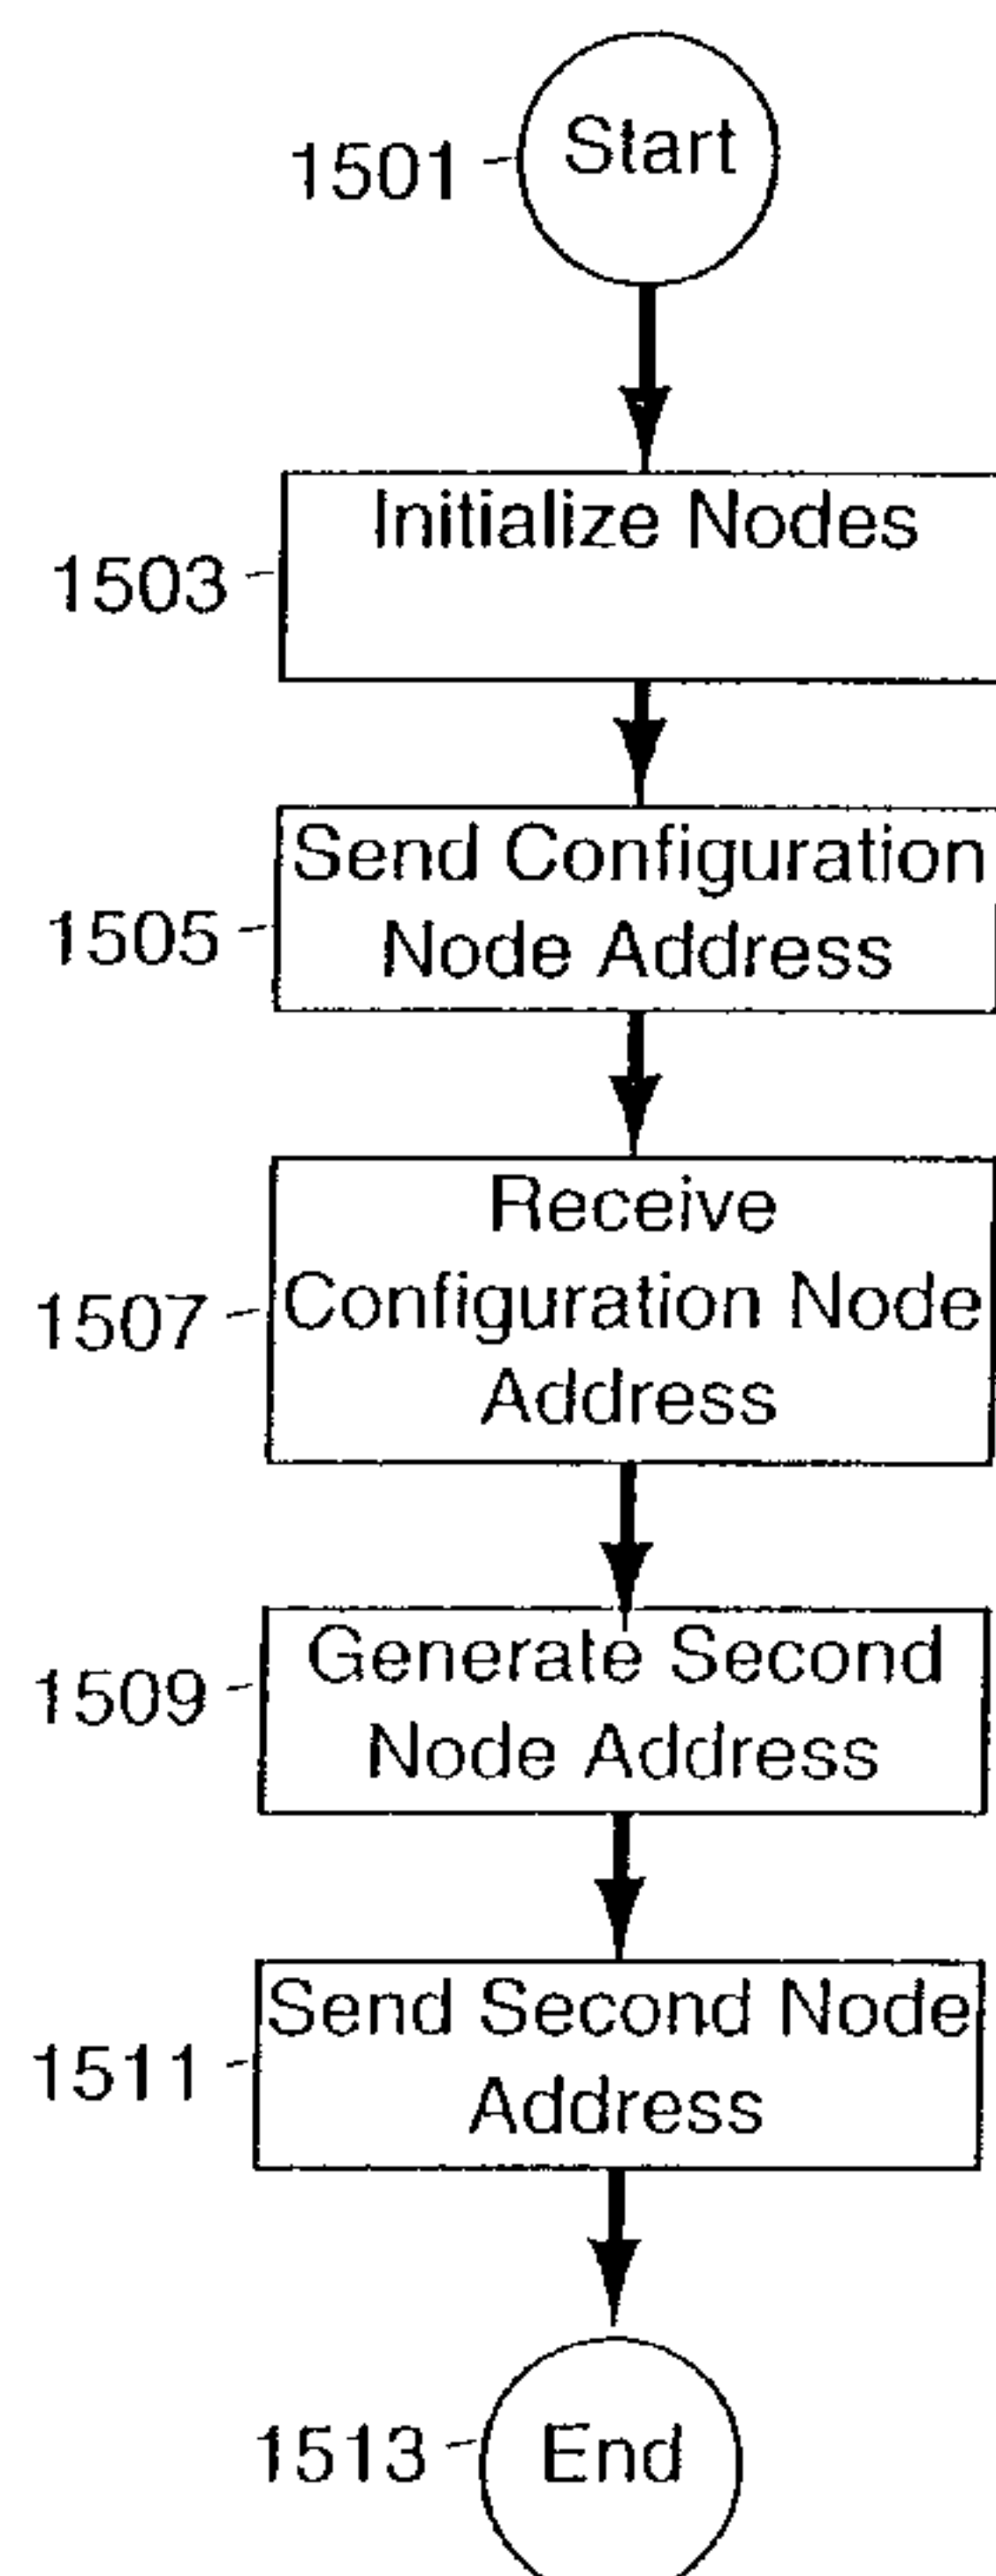 Start
1501
Initialize Nodes
1503
Send Configuration
Node Address
1505
Receive
Configuration Node
Address
1507
Generate Second
Node Address
1509
Send Second Node
Address
1511
End
1513